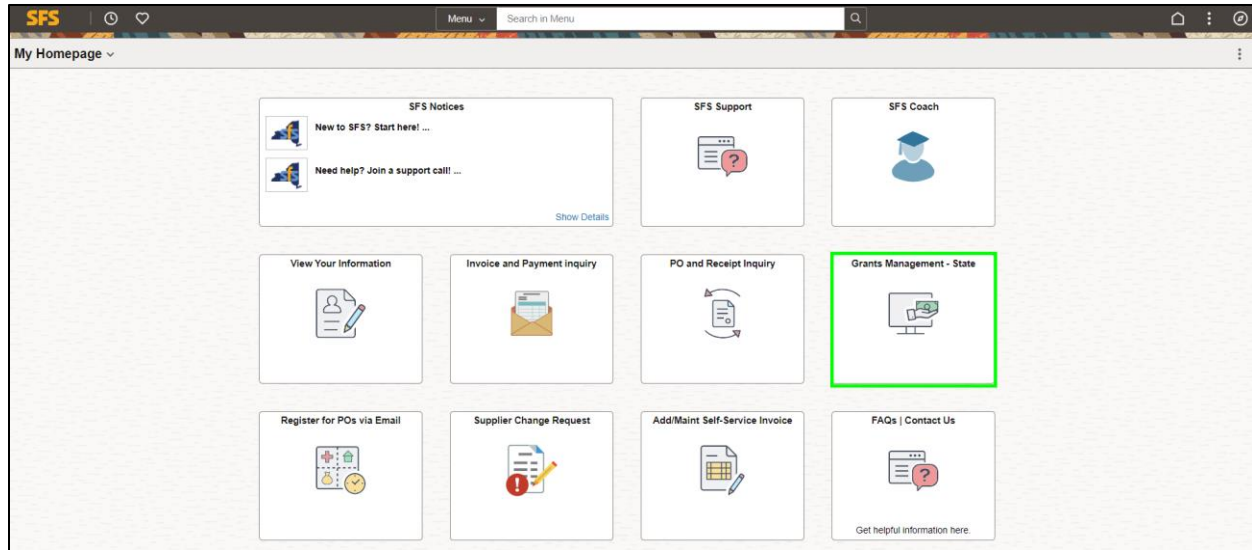 SFS
Menu
Search in Menu
My Homepage
SFS Notices
New to SFS? Start here! ...
Need help? Join a support call! ...
Show Details
SFS Support
SFS Coach
View Your Information
Invoice and Payment inquiry
PO and Receipt Inquiry
Grants Management - State
Register for POs via Email
Supplier Change Request
Add/Maint Self-Service Invoice
FAQs | Contact Us
Get helpful information here.